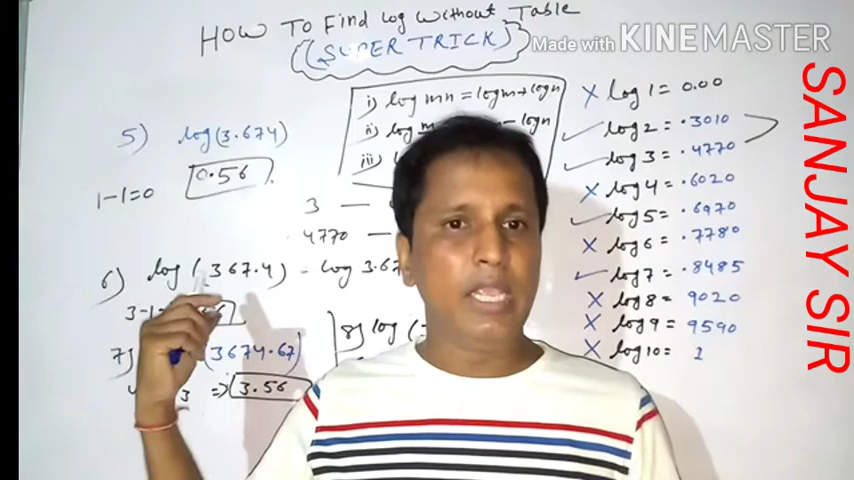 HOW To Find log without Table
((SUPER TRICK))
Made with KINEMASTER
SANJAY SIR
5) log(3.674)
1-1=0 0.56
i) log mn = logm+logn
ii) log m - logn
iii)
3 —
4770 —
6) log (367.4) - log 3.67
3-1=
7) (3674.67)
3 => 3.56
8) log (
× log 1 = 0.00
✓ log 2 = .3010
✓ log 3 = .4770
× log 4 = .6020
✓ log 5 = .6970
× log 6 = .7780
✓ log 7 = .8485
× log 8 = 9020
× log 9 = 9590
× log 10 = 1